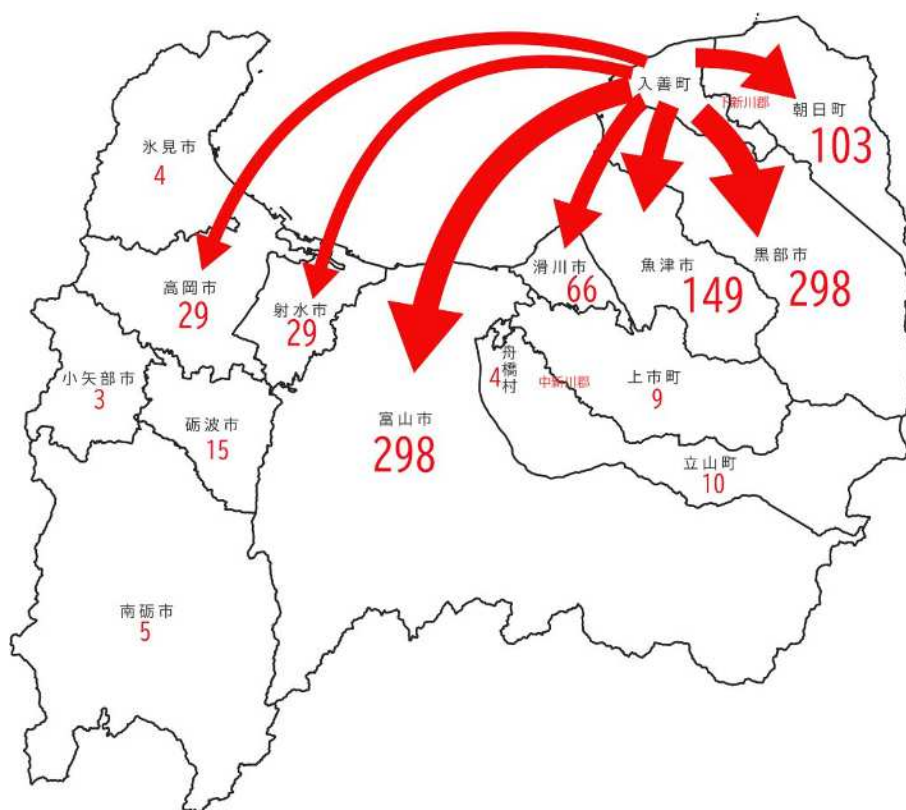 入善町
下新川郡
朝日町
103
氷見市
4
高岡市
29
射水市
29
滑川市
66
魚津市
149
黒部市
298
小矢部市
3
砺波市
15
富山市
298
舟橋村
4
中新川郡
上市町
9
立山町
10
南砺市
5